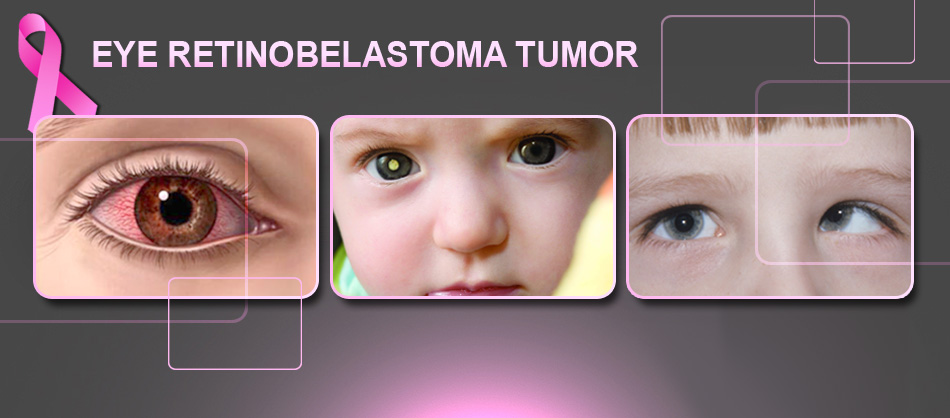 EYE RETINOBELASTOMA TUMOR